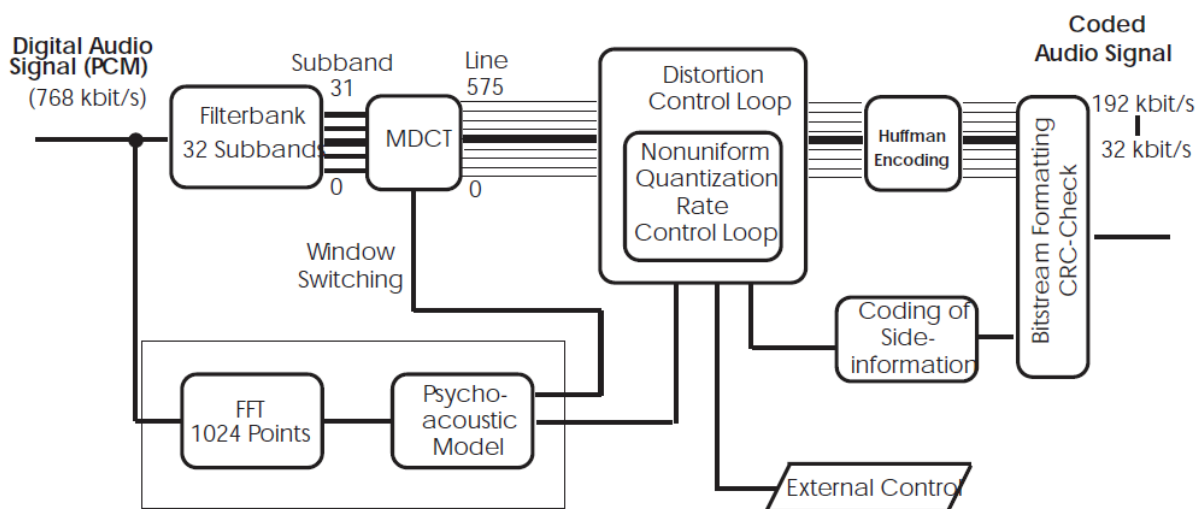 Digital Audio
Signal (PCM)
(768 kbit/s)
Filterbank
32 Subbands
Subband
31
0
MDCT
Line
575
0
Window
Switching
Distortion
Control Loop
Nonuniform
Quantization
Rate
Control Loop
Huffman
Encoding
Coded
Audio Signal
192 kbit/s
32 kbit/s
Bitstream Formatting
CRC-Check
Coding of
Side-
information
FFT
1024 Points
Psycho-
acoustic
Model
External Control